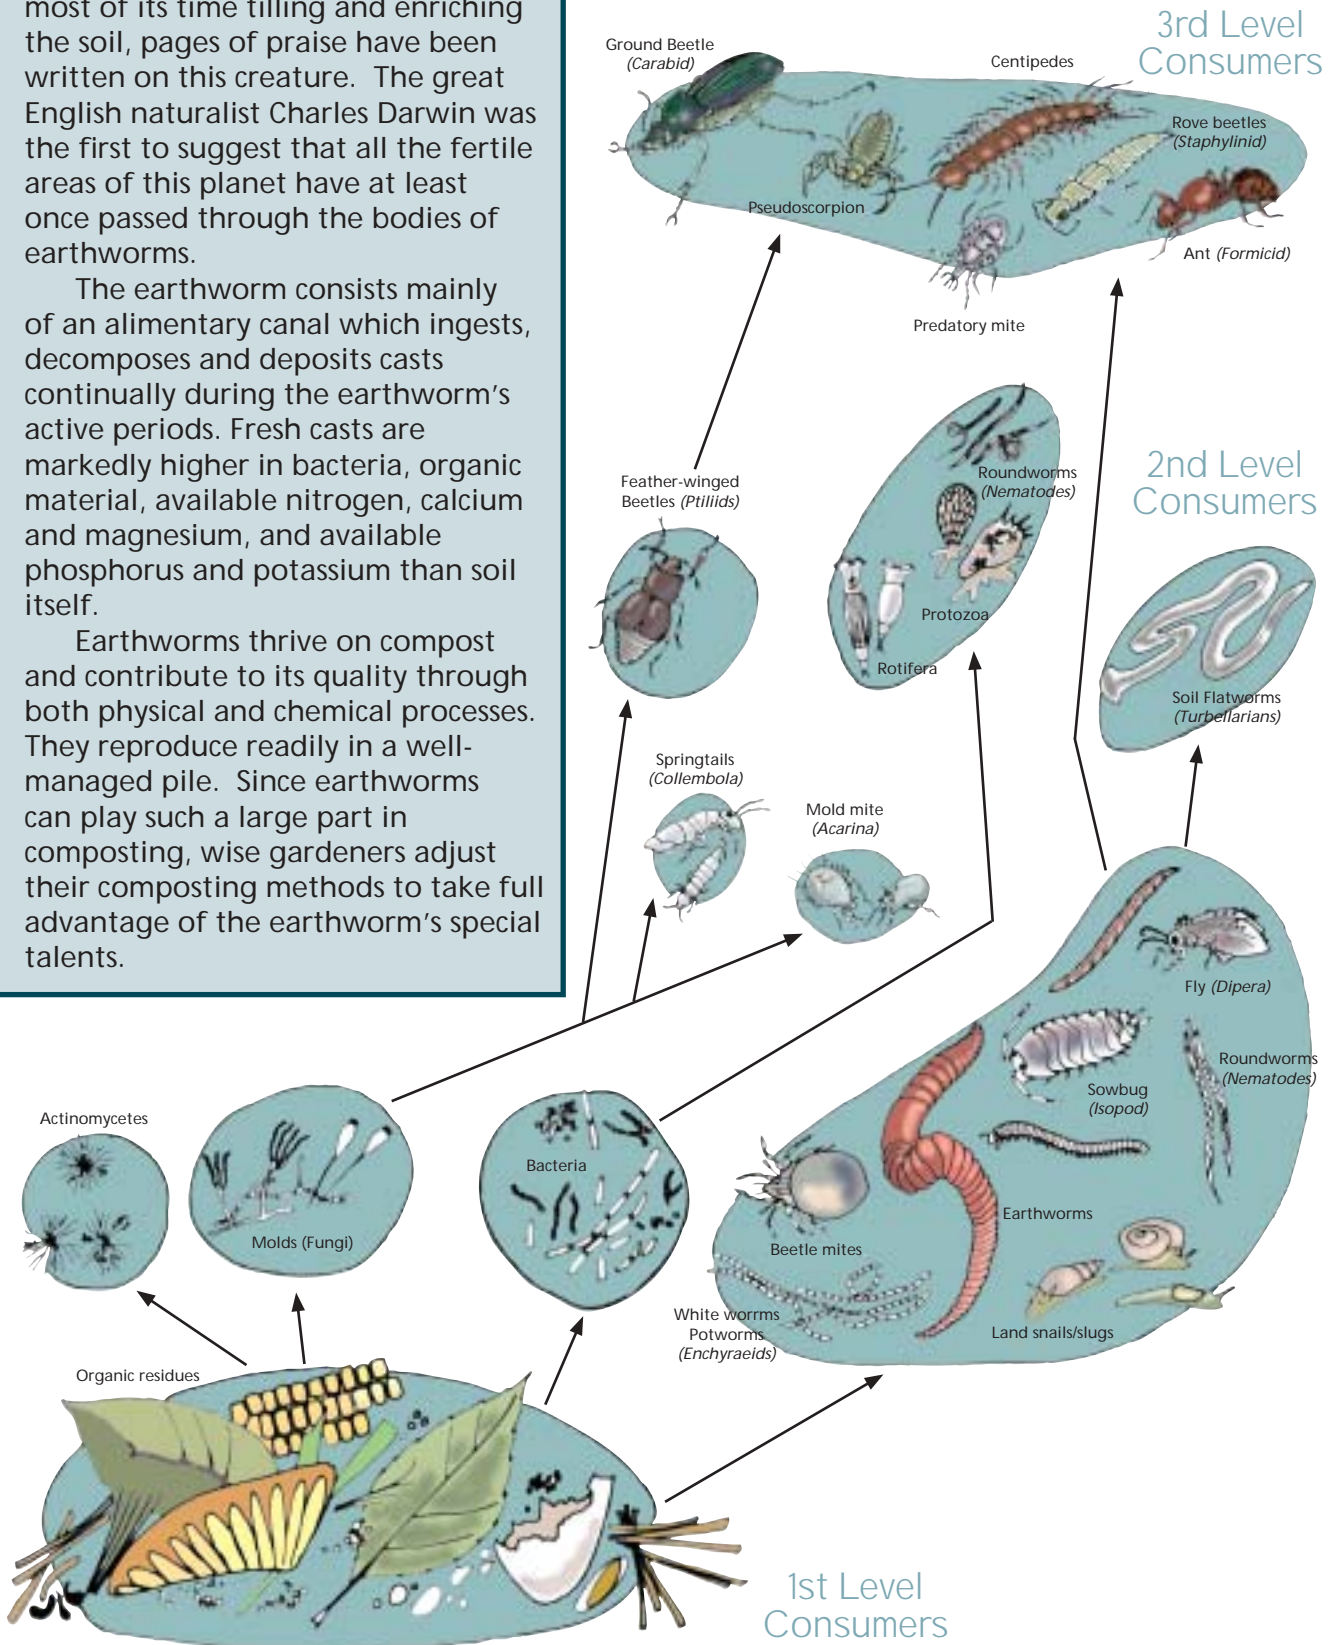 most of its time tilling and enriching
the soil, pages of praise have been
written on this creature.  The great
English naturalist Charles Darwin was
the first to suggest that all the fertile
areas of this planet have at least
once passed through the bodies of
earthworms.
The earthworm consists mainly
of an alimentary canal which ingests,
decomposes and deposits casts
continually during the earthworm's
active periods. Fresh casts are
markedly higher in bacteria, organic
material, available nitrogen, calcium
and magnesium, and available
phosphorus and potassium than soil
itself.
Earthworms thrive on compost
and contribute to its quality through
both physical and chemical processes.
They reproduce readily in a well-
managed pile.  Since earthworms
can play such a large part in
composting, wise gardeners adjust
their composting methods to take full
advantage of the earthworm's special
talents.
3rd Level
Consumers
Ground Beetle
(Carabid)
Centipedes
Rove beetles
(Staphylinid)
Pseudoscorpion
Ant (Formicid)
Predatory mite
2nd Level
Consumers
Feather-winged
Beetles (Ptiliids)
Roundworms
(Nematodes)
Protozoa
Rotifera
Soil Flatworms
(Turbellarians)
Springtails
(Collembola)
Mold mite
(Acarina)
Fly (Dipera)
Roundworms
(Nematodes)
Sowbug
(Isopod)
Earthworms
Beetle mites
White worms
Potworms
(Enchyraeids)
Land snails/slugs
Actinomycetes
Molds (Fungi)
Bacteria
Organic residues
1st Level
Consumers